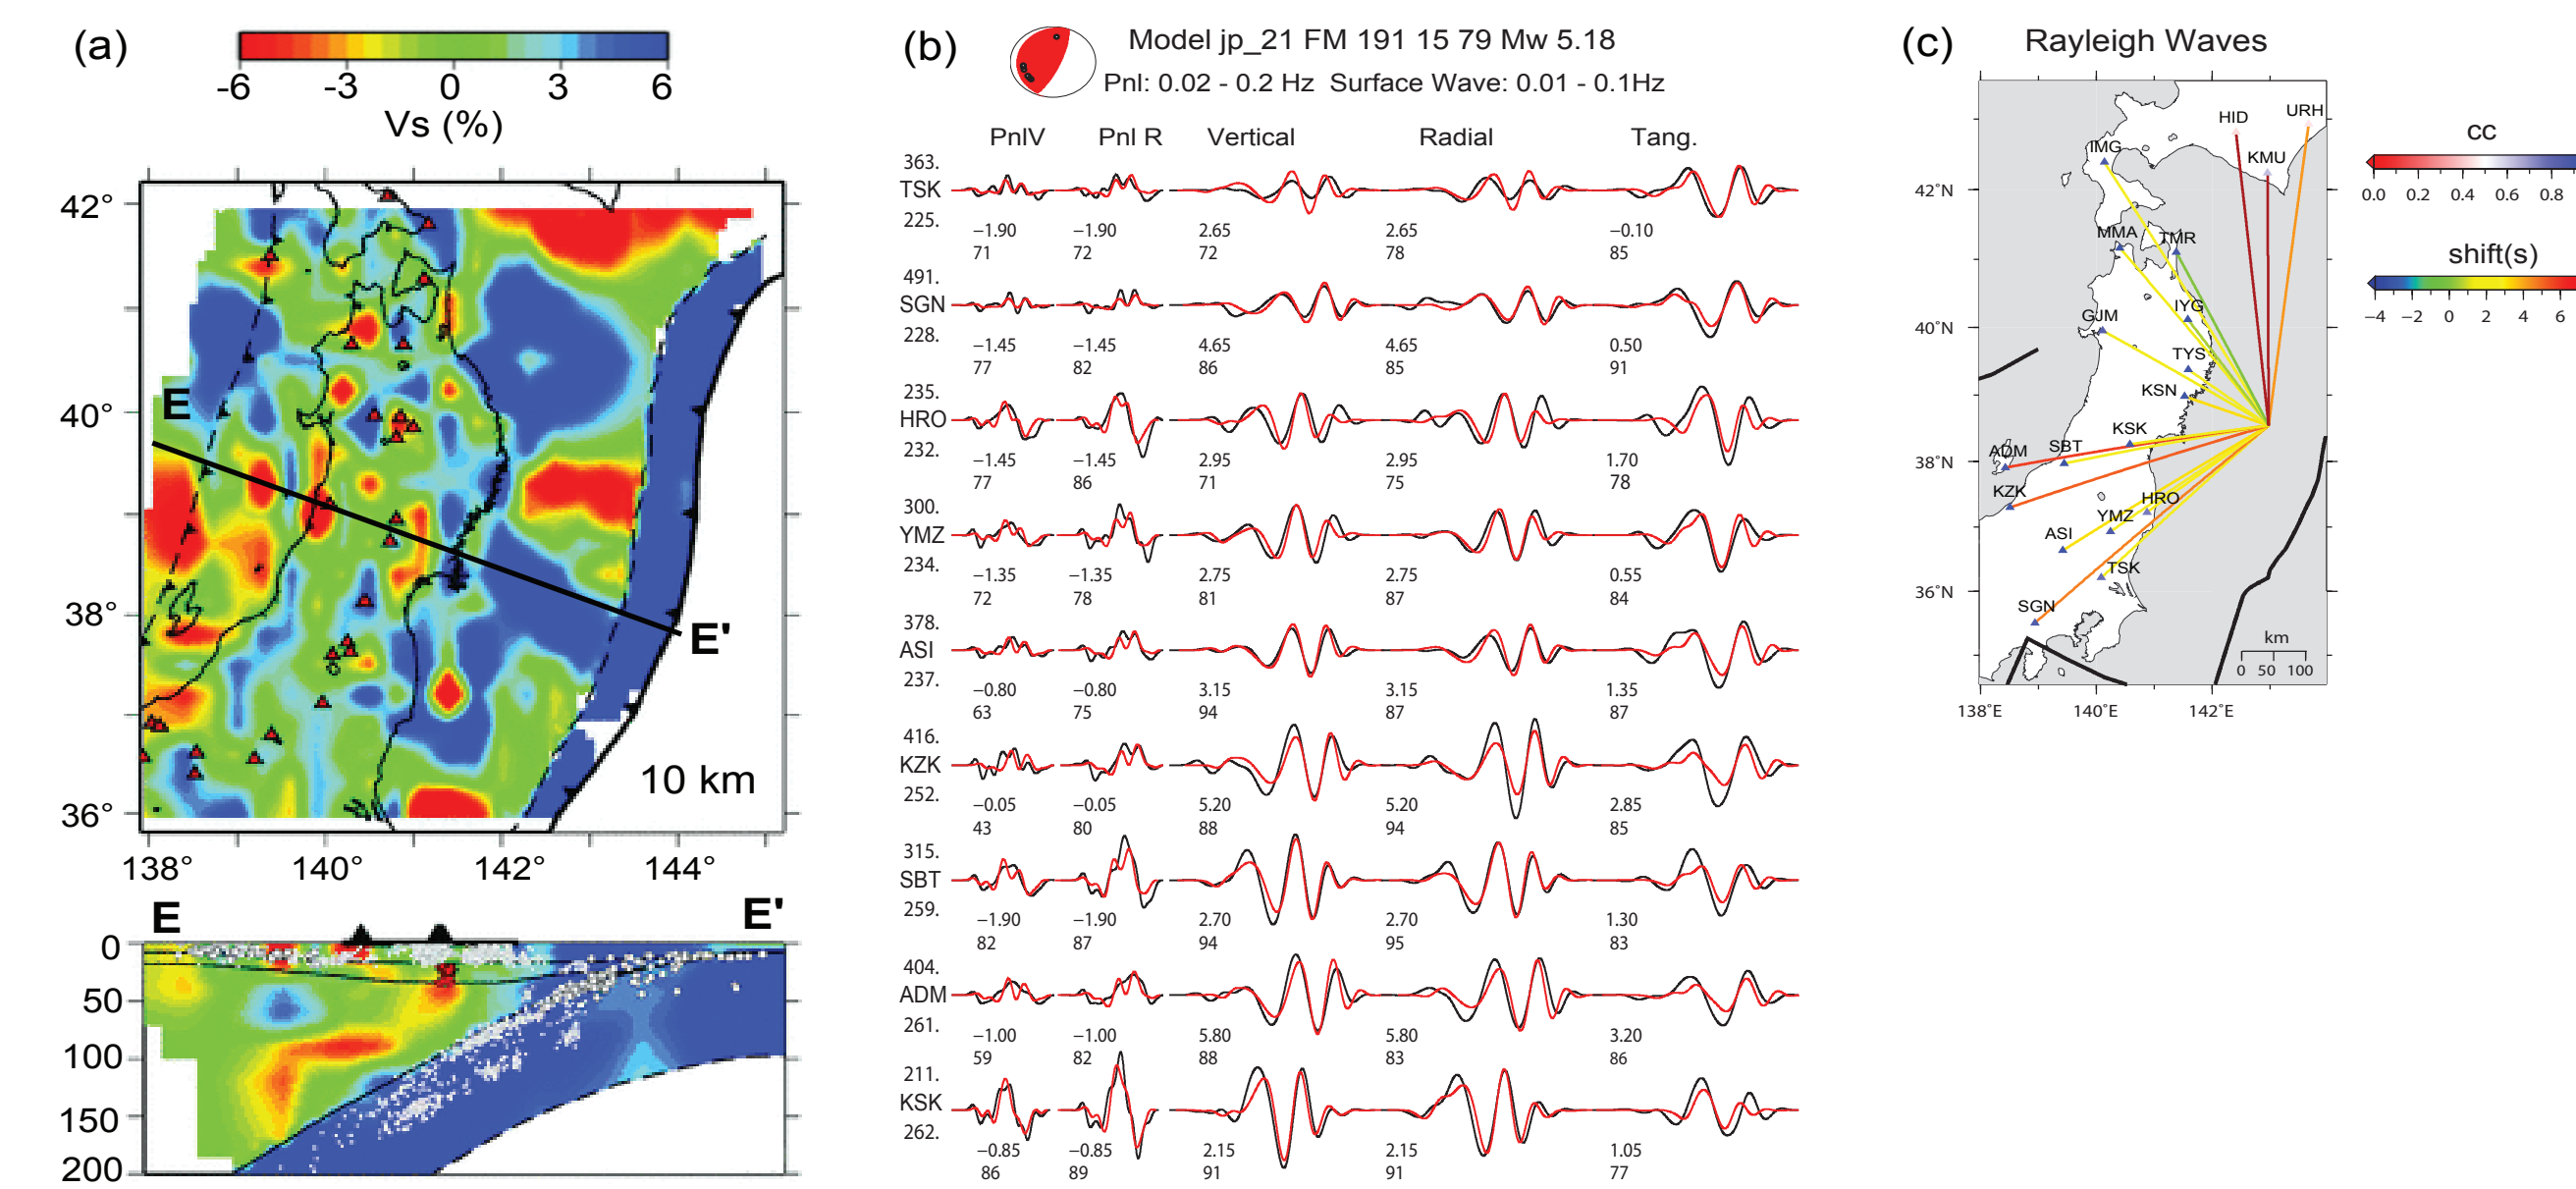 (a)
-6 -3 0 3 6
Vs (%)
42°
40°
38°
36°
E
E'
10 km
138° 140° 142° 144°
E E'
0
50
100
150
200
(b)
Model jp_21 FM 191 15 79 Mw 5.18
Pnl: 0.02 - 0.2 Hz Surface Wave: 0.01 - 0.1Hz
PnlV Pnl R Vertical Radial Tang.
363.
TSK
225.
−1.90 −1.90 2.65 2.65 −0.10
71 72 72 78 85
491.
SGN
228.
−1.45 −1.45 4.65 4.65 0.50
77 82 86 85 91
235.
HRO
232.
−1.45 −1.45 2.95 2.95 1.70
77 86 71 75 78
300.
YMZ
234.
−1.35 −1.35 2.75 2.75 0.55
72 78 81 87 84
378.
ASI
237.
−0.80 −0.80 3.15 3.15 1.35
63 75 94 87 87
416.
KZK
252.
−0.05 −0.05 5.20 5.20 2.85
43 80 88 94 85
315.
SBT
259.
−1.90 −1.90 2.70 2.70 1.30
82 87 94 95 83
404.
ADM
261.
−1.00 −1.00 5.80 5.80 3.20
59 82 88 83 86
211.
KSK
262.
−0.85 −0.85 2.15 2.15 1.05
86 89 91 91 77
(c)
Rayleigh Waves
HID URH
IMG KMU
42°N
MMA TMR
IYG
GJM
40°N
TYS
KSN
KSK
ADM SBT
38°N
KZK HRO
YMZ
ASI
TSK
36°N
SGN
km
0 50 100
138°E 140°E 142°E
cc
0.0 0.2 0.4 0.6 0.8
shift(s)
−4 −2 0 2 4 6